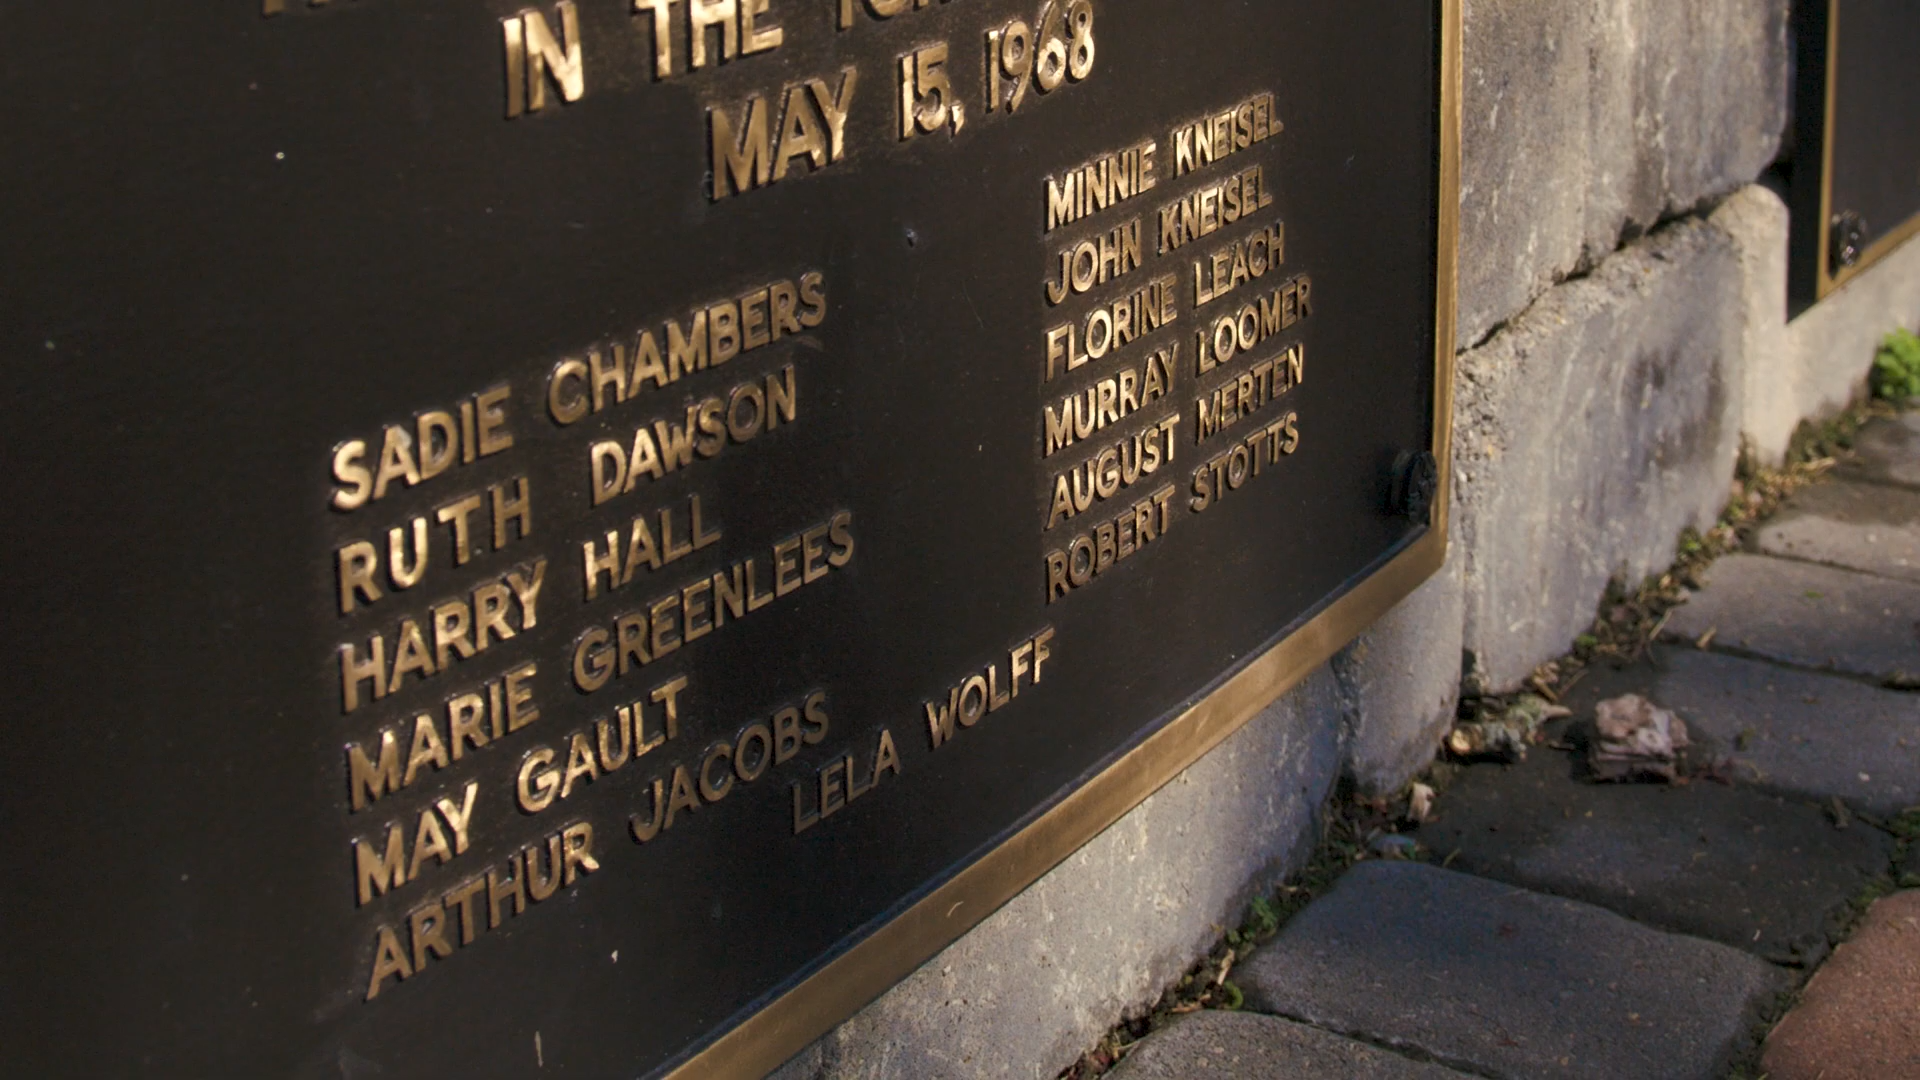 IN THE
MAY 15, 1968
SADIE CHAMBERS
RUTH DAWSON
HARRY HALL
MARIE GREENLEES
MAY GAULT
ARTHUR JACOBS
MINNIE KNEISEL
JOHN KNEISEL
FLORINE LEACH
MURRAY LOOMER
AUGUST MERTEN
ROBERT STOTTS
LELA WOLFF